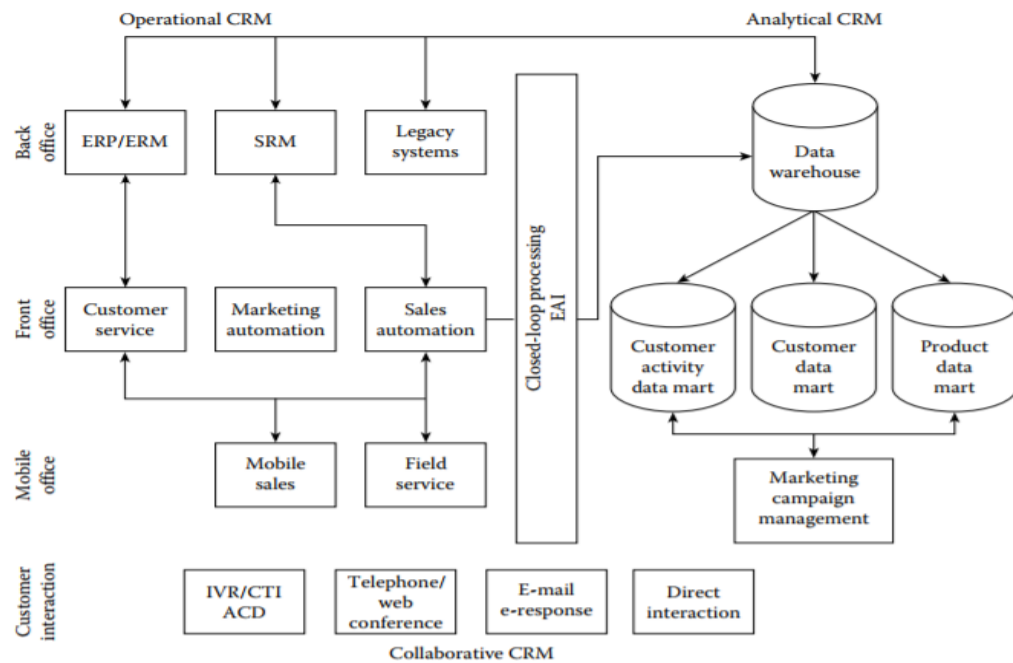 Operational CRM
Analytical CRM
Back
office
ERP/ERM
SRM
Legacy
systems
Data
warehouse
Closed-loop processing
EAI
Front
office
Customer
service
Marketing
automation
Sales
automation
Customer
activity
data mart
Customer
data
mart
Product
data
mart
Mobile
office
Mobile
sales
Field
service
Marketing
campaign
management
Customer
interaction
IVR/CTI
ACD
Telephone/
web
conference
E-mail
e-response
Direct
interaction
Collaborative CRM